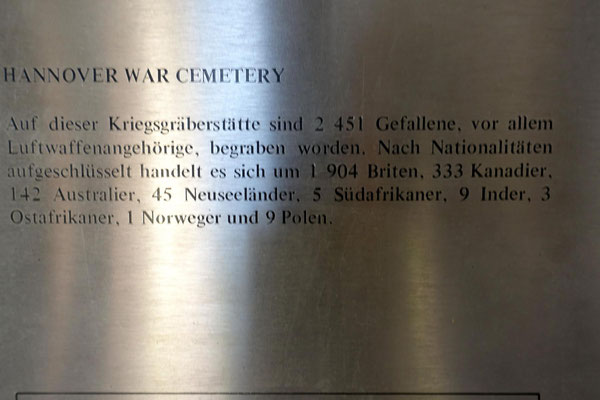 HANNOVER WAR CEMETERY
Auf dieser Kriegsgräberstätte sind 2 451 Gefallene, vor allem
Luftwaffenangehörige, begraben worden. Nach Nationalitäten
aufgeschlüsselt handelt es sich um 1 904 Briten, 333 Kanadier,
142 Australier, 45 Neuseeländer, 5 Südafrikaner, 9 Inder, 3
Ostafrikaner, 1 Norweger und 9 Polen.